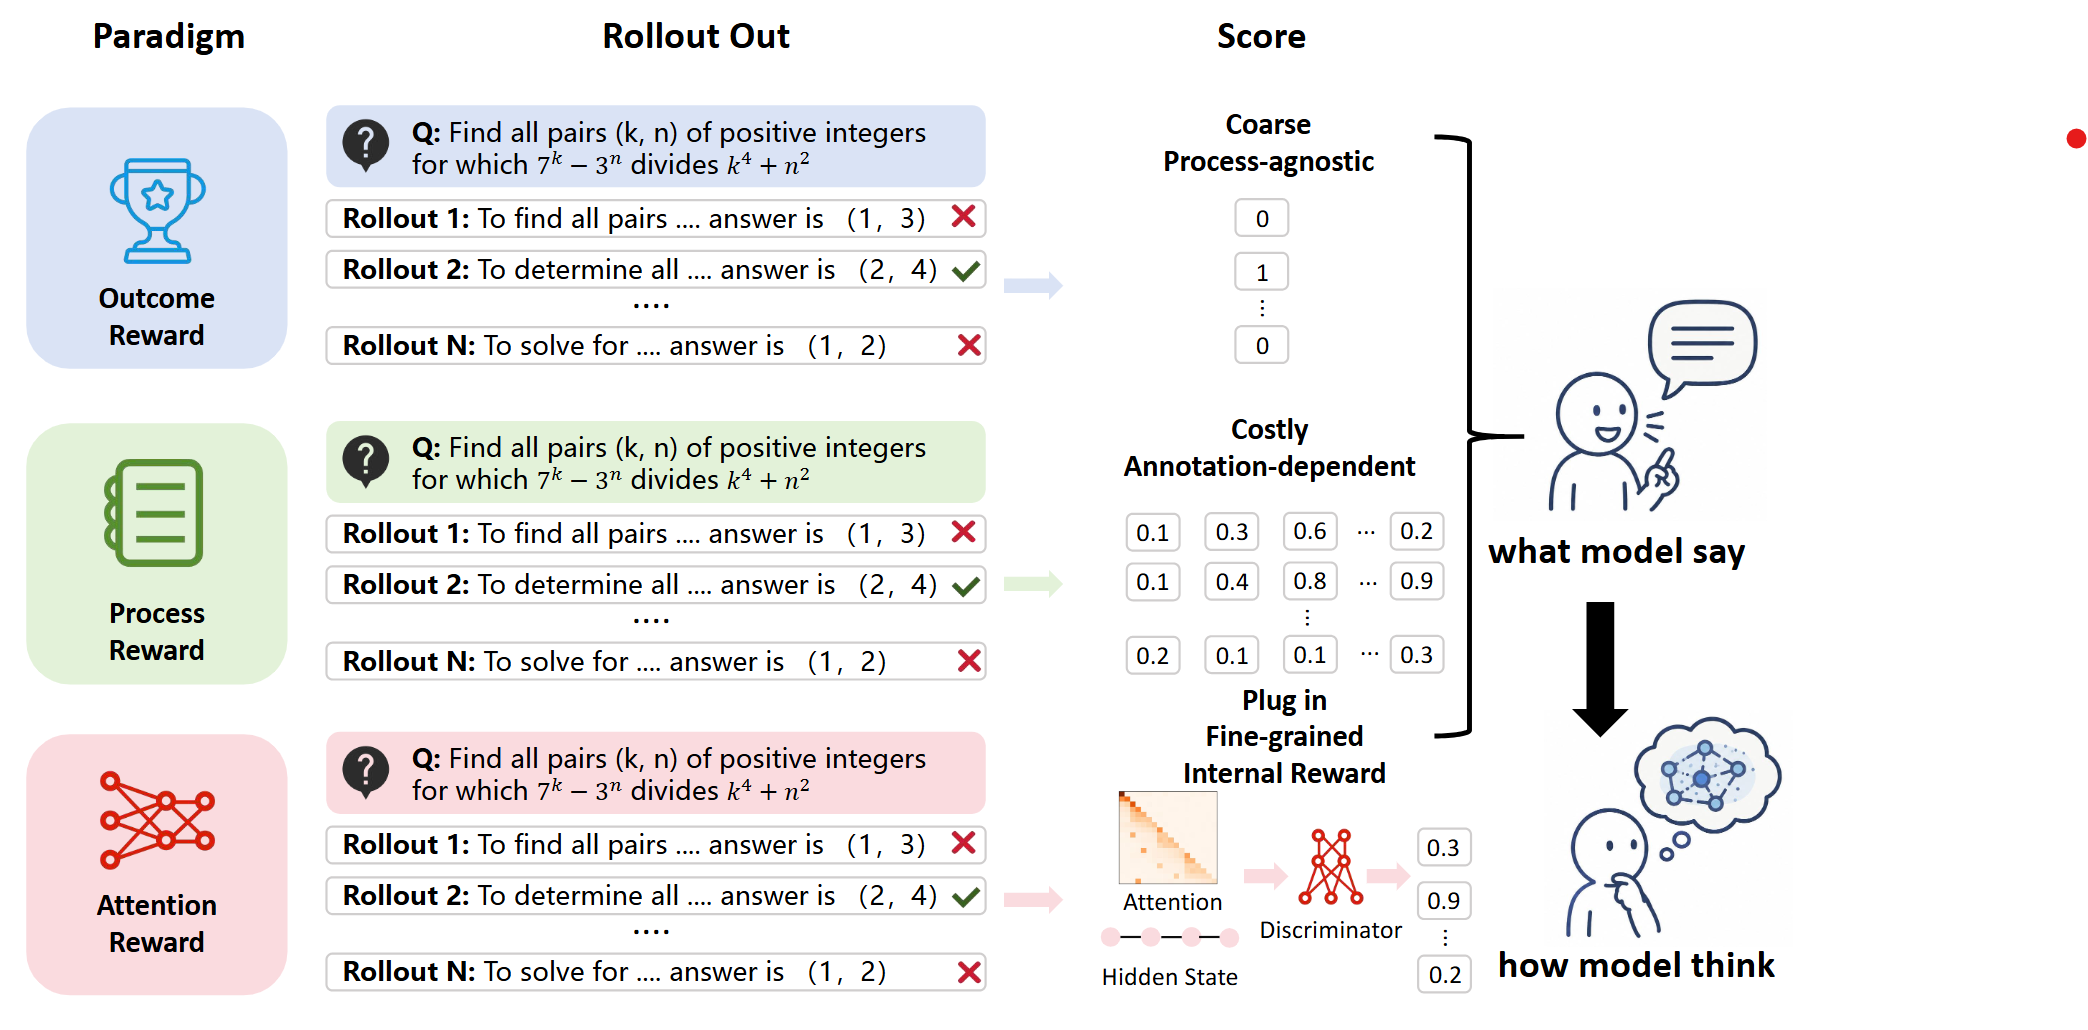 Paradigm
Rollout Out
Score
Outcome
Reward
Q: Find all pairs (k, n) of positive integers
for which 7^k − 3^n divides k^4 + n^2
Rollout 1: To find all pairs .... answer is (1, 3)
Rollout 2: To determine all .... answer is (2, 4)
....
Rollout N: To solve for .... answer is (1, 2)
Coarse
Process-agnostic
0
1
⋮
0
Process
Reward
Q: Find all pairs (k, n) of positive integers
for which 7^k − 3^n divides k^4 + n^2
Rollout 1: To find all pairs .... answer is (1, 3)
Rollout 2: To determine all .... answer is (2, 4)
....
Rollout N: To solve for .... answer is (1, 2)
Costly
Annotation-dependent
0.1 0.3 0.6 ... 0.2
0.1 0.4 0.8 ... 0.9
⋮
0.2 0.1 0.1 ... 0.3
what model say
Attention
Reward
Q: Find all pairs (k, n) of positive integers
for which 7^k − 3^n divides k^4 + n^2
Rollout 1: To find all pairs .... answer is (1, 3)
Rollout 2: To determine all .... answer is (2, 4)
....
Rollout N: To solve for .... answer is (1, 2)
Plug in
Fine-grained
Internal Reward
Attention
Hidden State
Discriminator
0.3
0.9
⋮
0.2
how model think